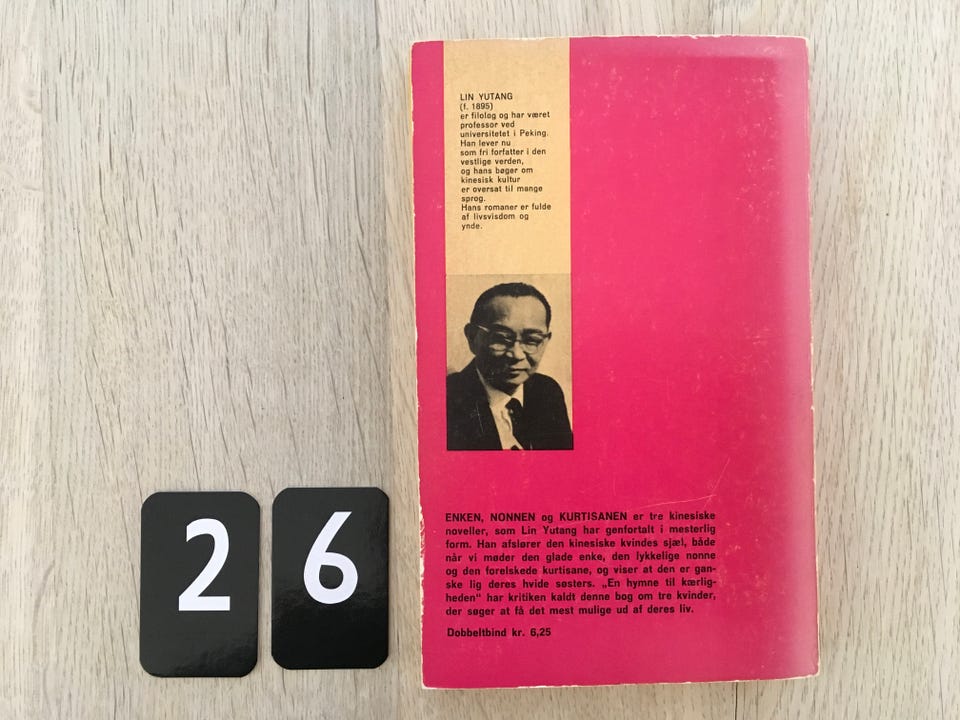 LIN YUTANG
(f. 1895)
er filolog og har været
professor ved
universitetet i Peking.
Han lever nu
som fri forfatter i den
vestlige verden,
og hans bøger om
kinesisk kultur
er oversat til mange
sprog.
Hans romaner er fulde
af livsvisdom og
ynde.
ENKEN, NONNEN og KURTISANEN er tre kinesiske
noveller, som Lin Yutang har genfortalt i mesterlig
form. Han afslører den kinesiske kvindes sjæl, både
når vi møder den glade enke, den lykkelige nonne
og den forelskede kurtisane, og viser at den er gan-
ske lig deres hvide søsters. „En hymne til kærlig-
heden“ har kritiken kaldt denne bog om tre kvinder,
der søger at få det mest mulige ud af deres liv.
Dobbeltbind kr. 6,25
2 6